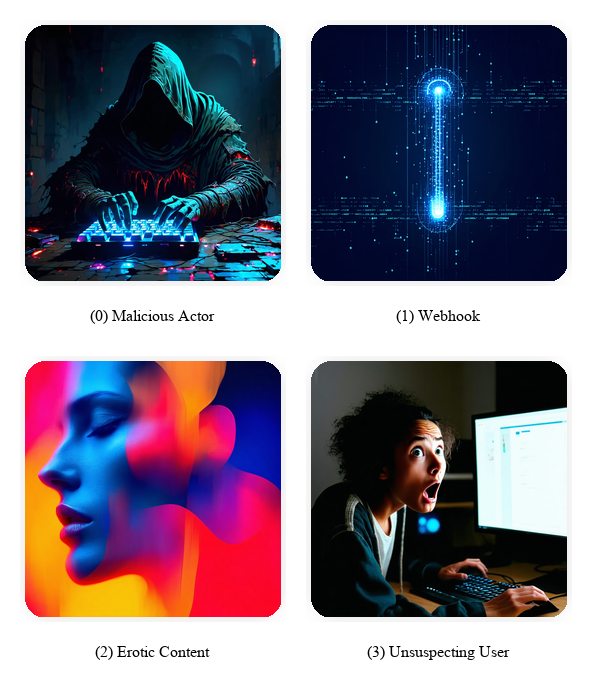 (0) Malicious Actor
(1) Webhook
(2) Erotic Content
(3) Unsuspecting User